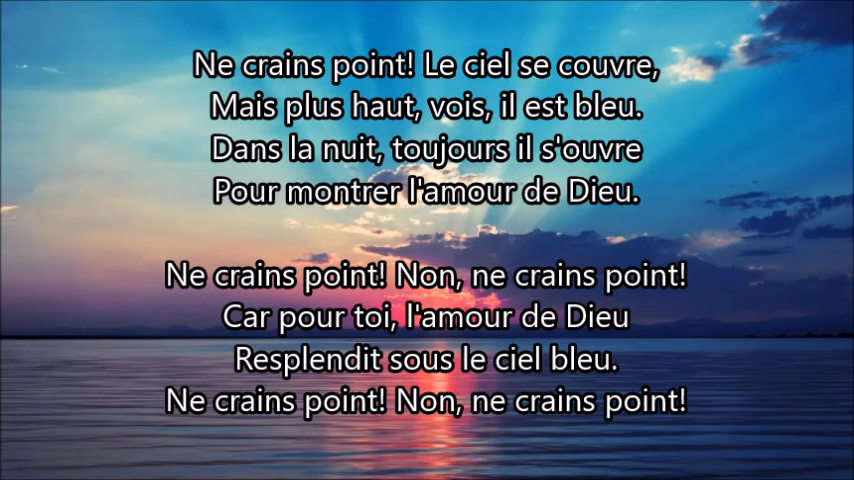 Ne crains point! Le ciel se couvre,
Mais plus haut, vois, il est bleu.
Dans la nuit, toujours il s'ouvre
Pour montrer l'amour de Dieu.
Ne crains point! Non, ne crains point!
Car pour toi, l'amour de Dieu
Resplendit sous le ciel bleu.
Ne crains point! Non, ne crains point!